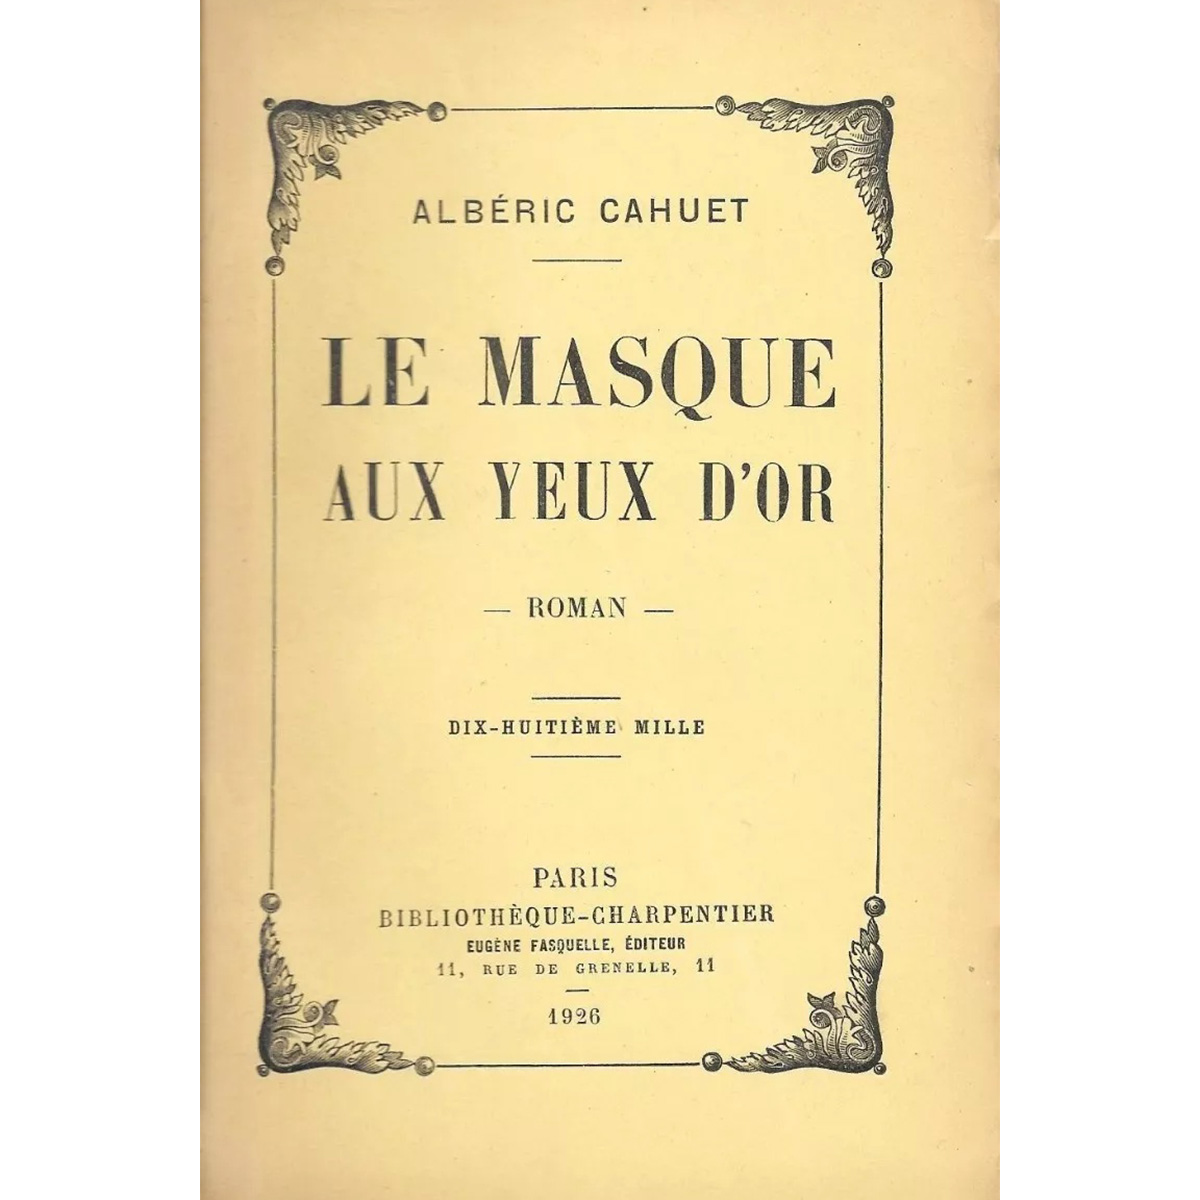 ALBÉRIC CAHUET
LE MASQUE
AUX YEUX D'OR
— ROMAN —
DIX-HUITIÈME MILLE
PARIS
BIBLIOTHÈQUE-CHARPENTIER
EUGÈNE FASQUELLE, ÉDITEUR
11, RUE DE GRENELLE, 11
1926